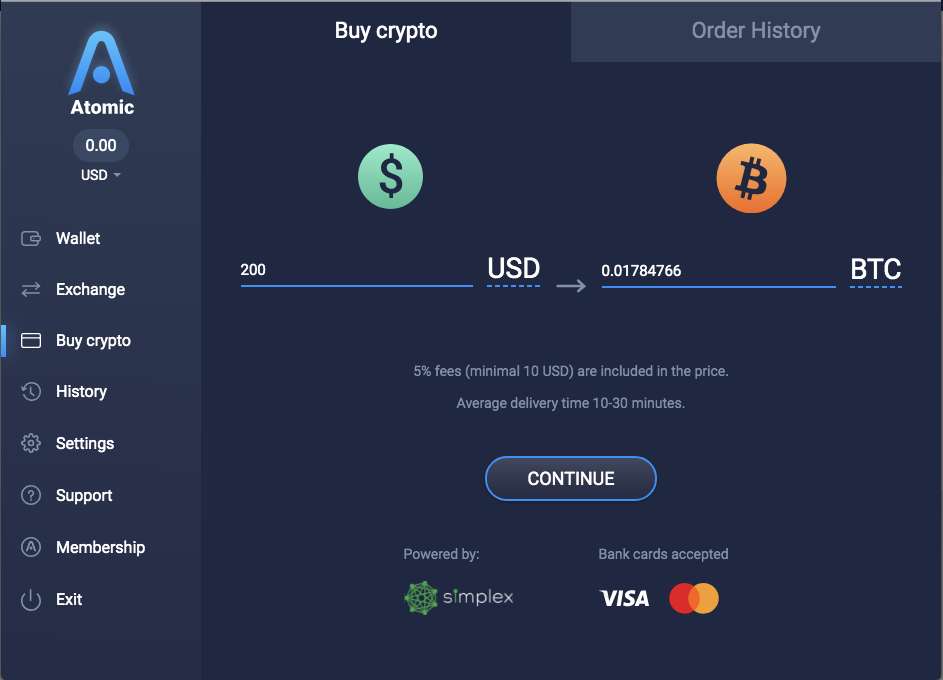 Buy crypto
Order History
Atomic
0.00
USD
Wallet
Exchange
Buy crypto
History
Settings
Support
Membership
Exit
$
₿
200
USD
0.01784766
BTC
5% fees (minimal 10 USD) are included in the price.
Average delivery time 10-30 minutes.
CONTINUE
Powered by:
Bank cards accepted
simplex
VISA